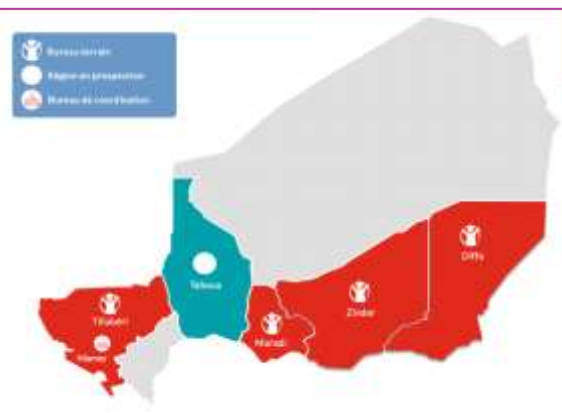 Bureau terrain
Région en prospection
Bureau de coordination
Diffa
Tahoua
Zinder
Tillabéri
Maradi
Niamey